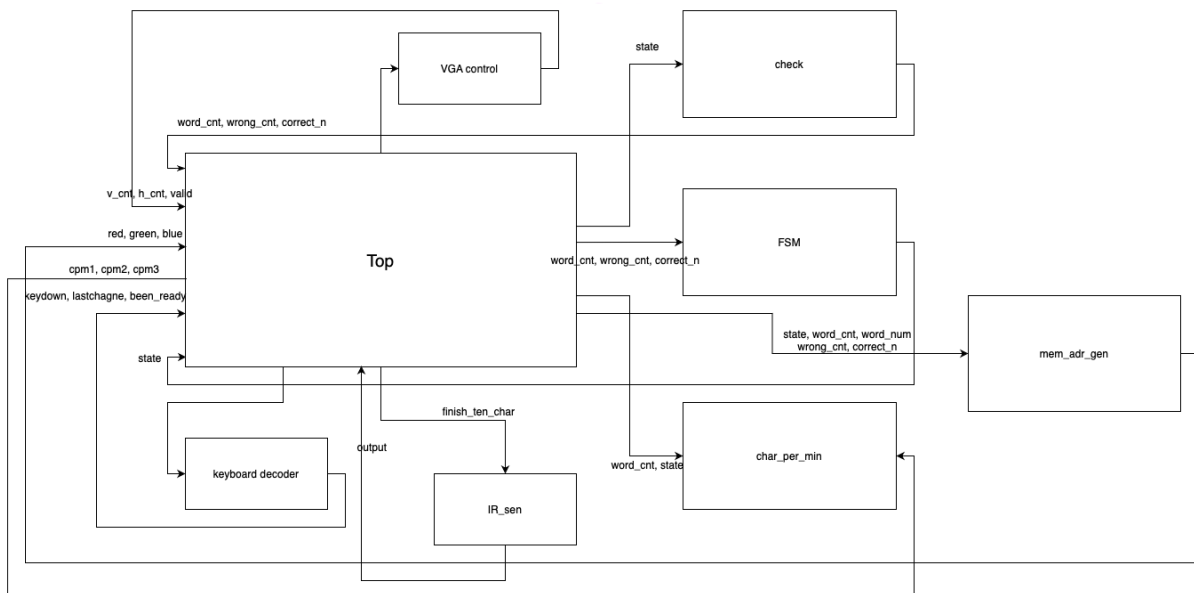 VGA control
state
check
word_cnt, wrong_cnt, correct_n
v_cnt, h_cnt, valid
red, green, blue
Top
FSM
word_cnt, wrong_cnt, correct_n
cpm1, cpm2, cpm3
keydown, lastchagne, been_ready
state
state, word_cnt, word_num
wrong_cnt, correct_n
mem_adr_gen
finish_ten_char
output
keyboard decoder
word_cnt, state
char_per_min
IR_sen